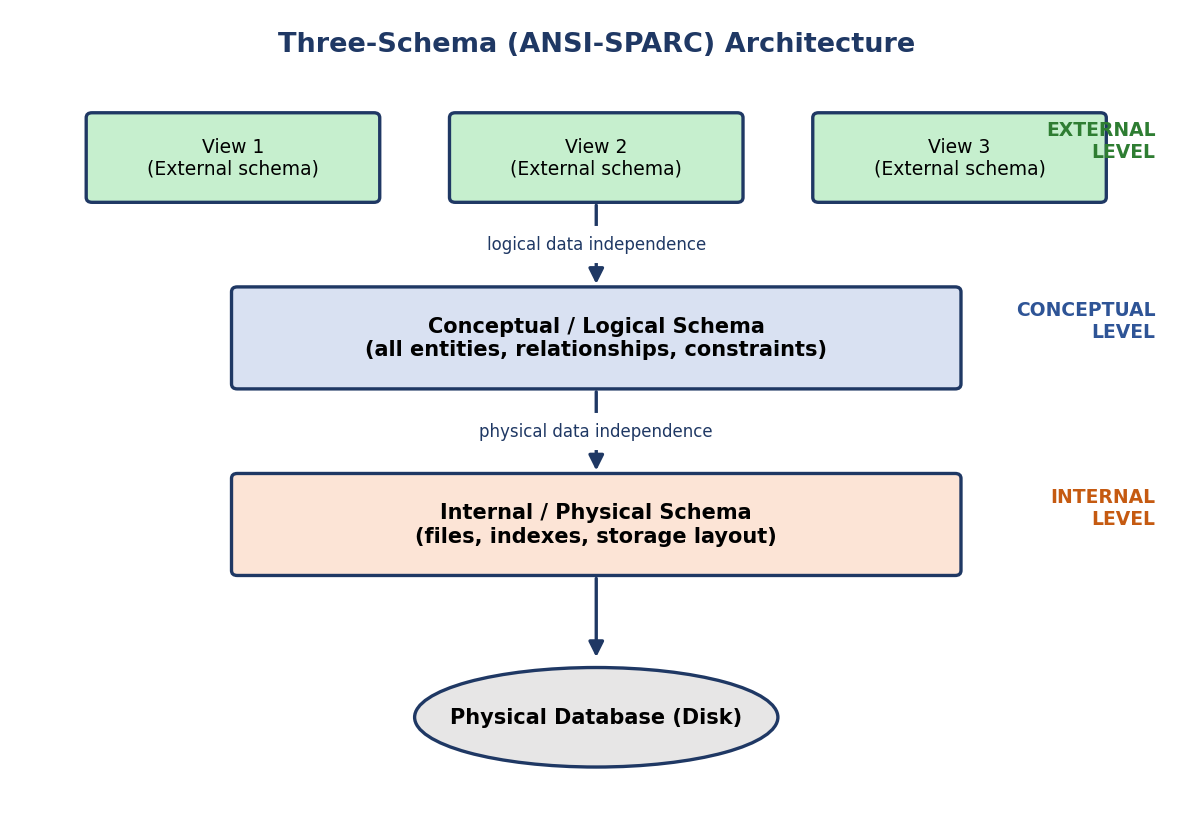 Three-Schema (ANSI-SPARC) Architecture
View 1
(External schema)
View 2
(External schema)
View 3
(External schema)
EXTERNAL
LEVEL
logical data independence
Conceptual / Logical Schema
(all entities, relationships, constraints)
CONCEPTUAL
LEVEL
physical data independence
Internal / Physical Schema
(files, indexes, storage layout)
INTERNAL
LEVEL
Physical Database (Disk)